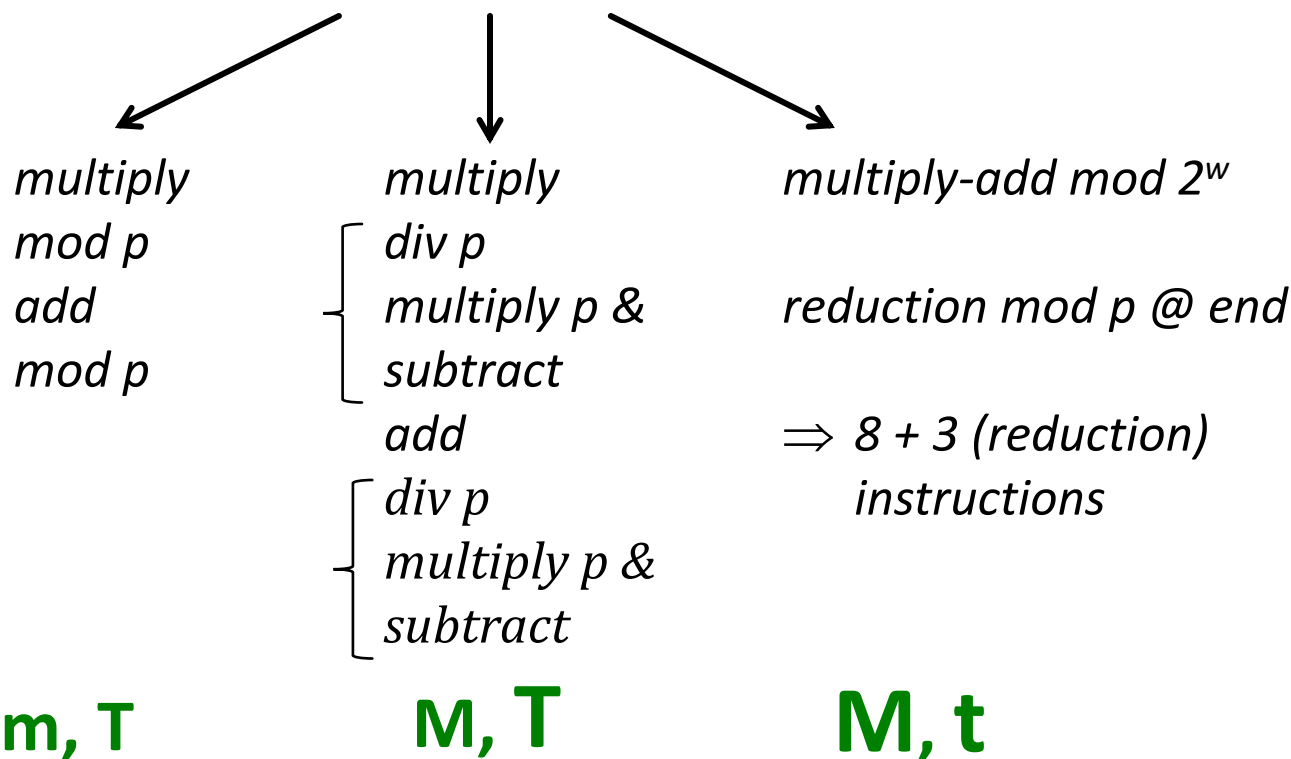 multiply
mod p
add
mod p
multiply
div p
multiply p &
subtract
add
div p
multiply p &
subtract
multiply-add mod 2ʷ
reduction mod p @ end
⇒ 8 + 3 (reduction)
instructions
m, T
M, T
M, t